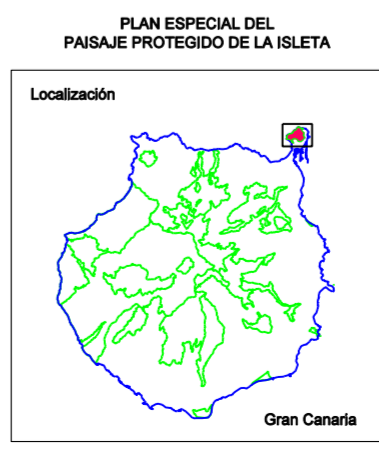 PLAN ESPECIAL DEL
PAISAJE PROTEGIDO DE LA ISLETA
Localización
Gran Canaria